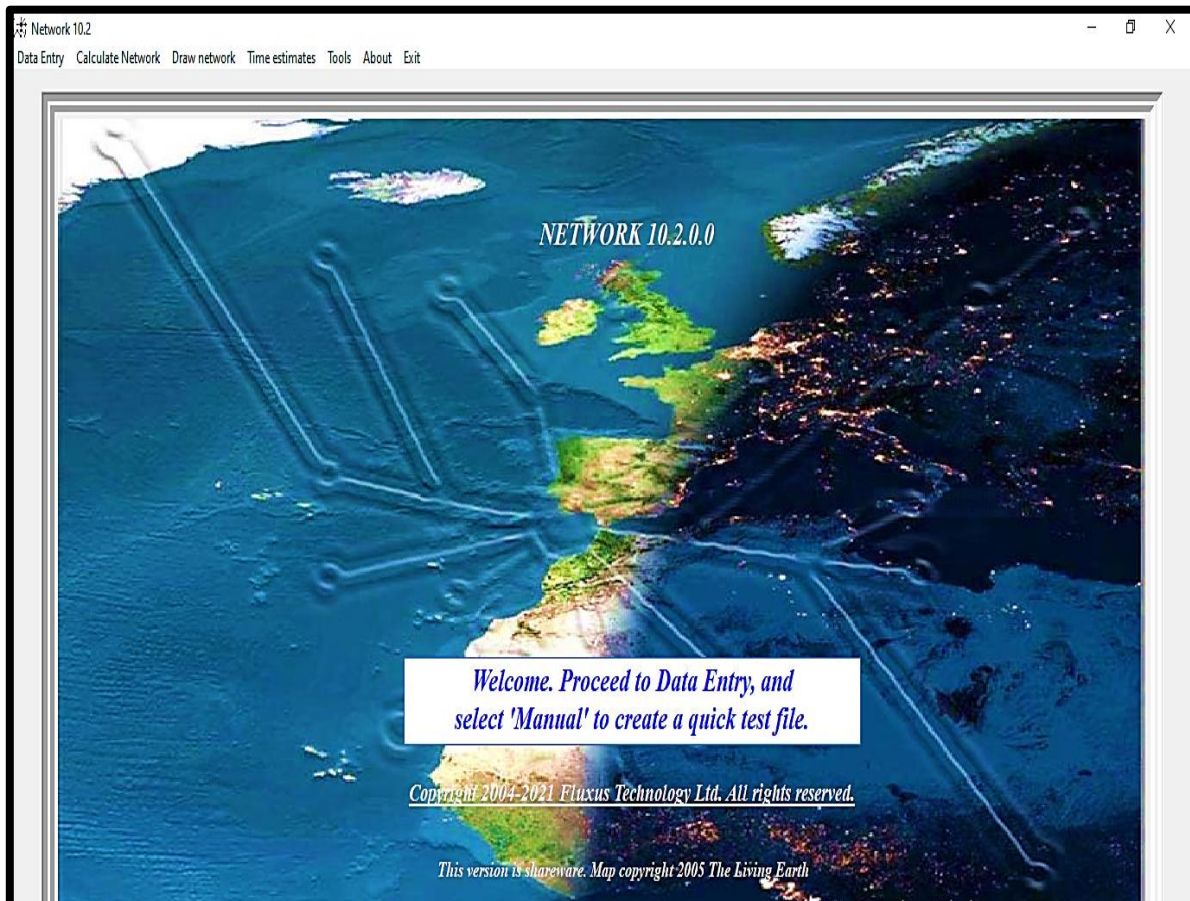 Network 10.2
Data Entry Calculate Network Draw network Time estimates Tools About Exit
NETWORK 10.2.0.0
Welcome. Proceed to Data Entry, and
select 'Manual' to create a quick test file.
Copyright 2004-2021 Fluxus Technology Ltd. All rights reserved.
This version is shareware. Map copyright 2005 The Living Earth